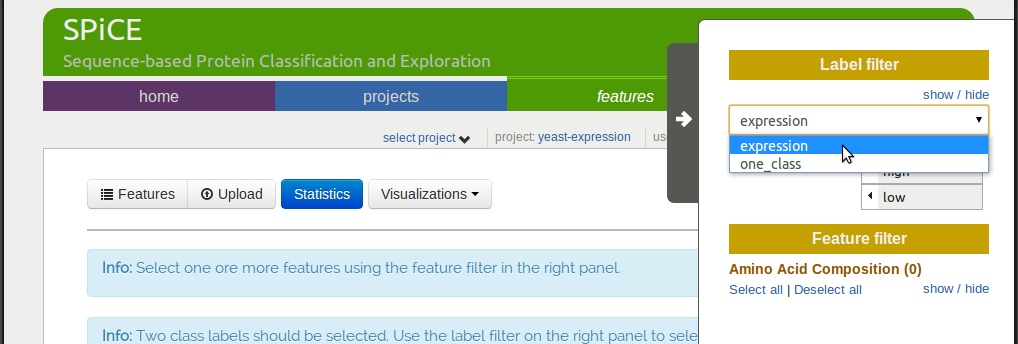 SPiCE
Sequence-based Protein Classification and Exploration
home projects features
select project project: yeast-expression
Features Upload Statistics Visualizations
Info: Select one ore more features using the feature filter in the right panel.
Info: Two class labels should be selected. Use the label filter on the right panel to
Label filter
show / hide
expression
expression
one_class
high
low
Feature filter
Amino Acid Composition (0)
Select all | Deselect all show / hide